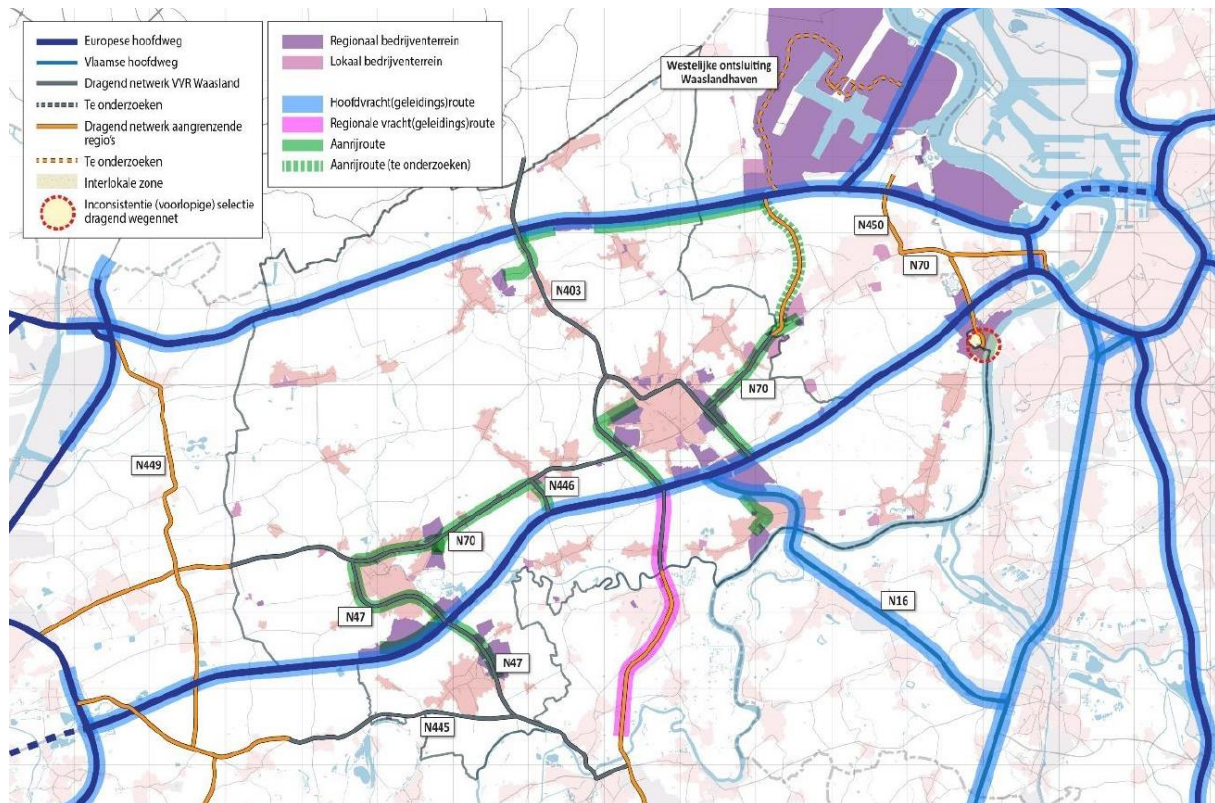 Europese hoofdweg
Vlaamse hoofdweg
Dragend netwerk VVR Waasland
Te onderzoeken
Dragend netwerk aangrenzende
regio's
Te onderzoeken
Interlokale zone
Inconsistentie (voorlopige) selectie
dragend wegennet
Regionaal bedrijventerrein
Lokaal bedrijventerrein
Hoofdvracht(geleidings)route
Regionale vracht(geleidings)route
Aanrijroute
Aanrijroute (te onderzoeken)
Westelijke ontsluiting
Waaslandhaven
N450
N70
N403
N70
N449
N446
N70
N47
N16
N47
N445